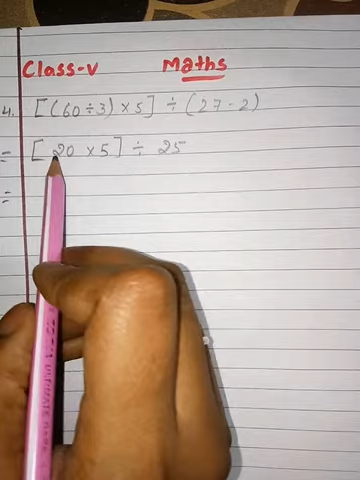 Class-V Maths
4. [(60÷3) × 5] ÷ (27-2)
= [20 × 5] ÷ 25
=